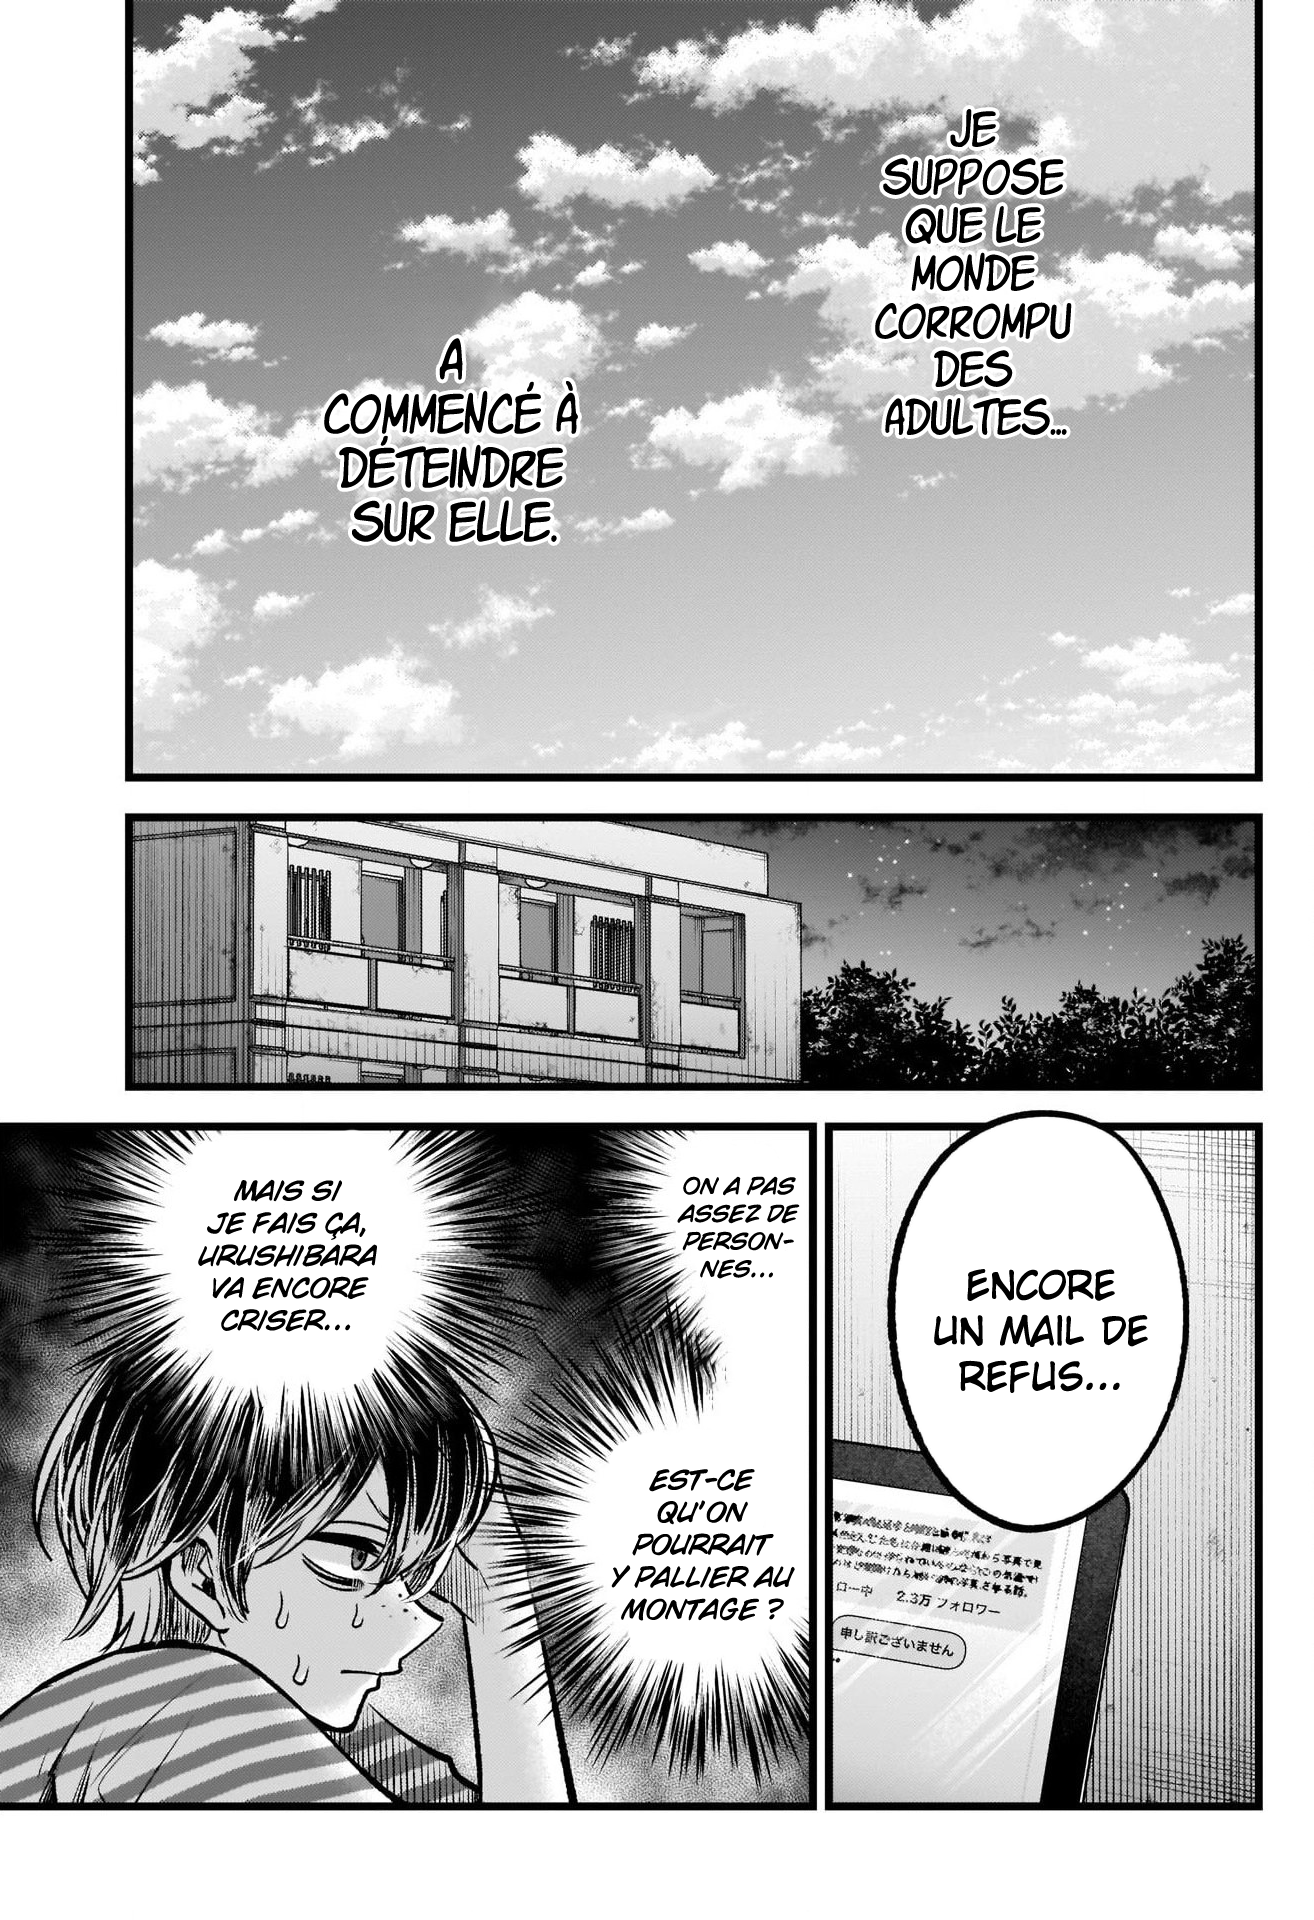 JE
SUPPOSE
QUE LE
MONDE
CORROMPU
DES
ADULTES...
A
COMMENCÉ À
DÉTEINDRE
SUR ELLE.
ENCORE
UN MAIL DE
REFUS...
ロー中 2.3万 フォロワー
申し訳ございません
ON A PAS
ASSEZ DE
PERSON-
NES...
EST-CE
QU'ON
POURRAIT
Y PALLIER AU
MONTAGE ?
MAIS SI
JE FAIS ÇA,
URUSHIBARA
VA ENCORE
CRISER...